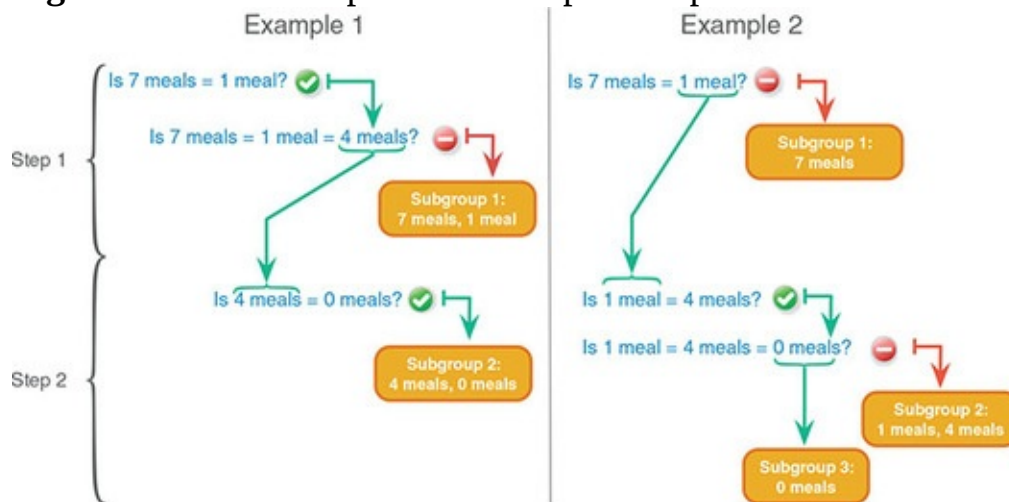 Example 1
Is 7 meals = 1 meal?
Is 7 meals = 1 meal = 4 meals?
Step 1
Subgroup 1:
7 meals, 1 meal
Is 4 meals = 0 meals?
Step 2
Subgroup 2:
4 meals, 0 meals
Example 2
Is 7 meals = 1 meal?
Subgroup 1:
7 meals
Is 1 meal = 4 meals?
Is 1 meal = 4 meals = 0 meals?
Subgroup 2:
1 meals, 4 meals
Subgroup 3:
0 meals